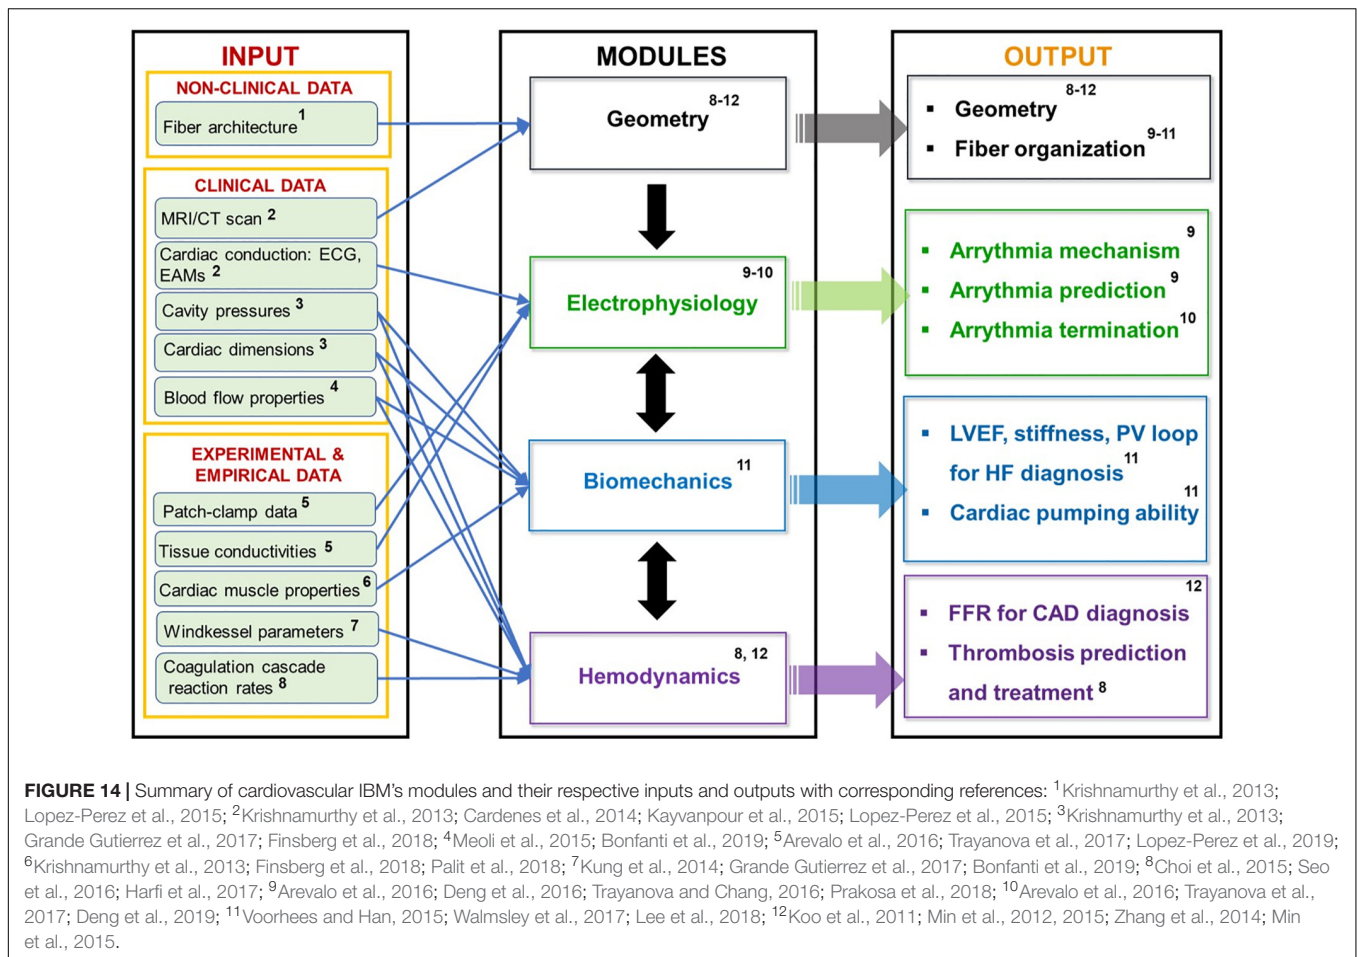 INPUT
NON-CLINICAL DATA
Fiber architecture 1
CLINICAL DATA
MRI/CT scan 2
Cardiac conduction: ECG,
EAMs 2
Cavity pressures 3
Cardiac dimensions 3
Blood flow properties 4
EXPERIMENTAL &
EMPIRICAL DATA
Patch-clamp data 5
Tissue conductivities 5
Cardiac muscle properties 6
Windkessel parameters 7
Coagulation cascade
reaction rates 8
MODULES
Geometry 8-12
Electrophysiology 9-10
Biomechanics 11
Hemodynamics 8, 12
OUTPUT
▪ Geometry 8-12
▪ Fiber organization 9-11
▪ Arrythmia mechanism 9
▪ Arrythmia prediction 9
▪ Arrythmia termination 10
▪ LVEF, stiffness, PV loop
for HF diagnosis 11
▪ Cardiac pumping ability 11
▪ FFR for CAD diagnosis 12
▪ Thrombosis prediction
and treatment 8
FIGURE 14 | Summary of cardiovascular IBM's modules and their respective inputs and outputs with corresponding references: 1Krishnamurthy et al., 2013;
Lopez-Perez et al., 2015; 2Krishnamurthy et al., 2013; Cardenes et al., 2014; Kayvanpour et al., 2015; Lopez-Perez et al., 2015; 3Krishnamurthy et al., 2013;
Grande Gutierrez et al., 2017; Finsberg et al., 2018; 4Meoli et al., 2015; Bonfanti et al., 2019; 5Arevalo et al., 2016; Trayanova et al., 2017; Lopez-Perez et al., 2019;
6Krishnamurthy et al., 2013; Finsberg et al., 2018; Palit et al., 2018; 7Kung et al., 2014; Grande Gutierrez et al., 2017; Bonfanti et al., 2019; 8Choi et al., 2015; Seo
et al., 2016; Harfi et al., 2017; 9Arevalo et al., 2016; Deng et al., 2016; Trayanova and Chang, 2016; Prakosa et al., 2018; 10Arevalo et al., 2016; Trayanova et al.,
2017; Deng et al., 2019; 11Voorhees and Han, 2015; Walmsley et al., 2017; Lee et al., 2018; 12Koo et al., 2011; Min et al., 2012, 2015; Zhang et al., 2014; Min
et al., 2015.